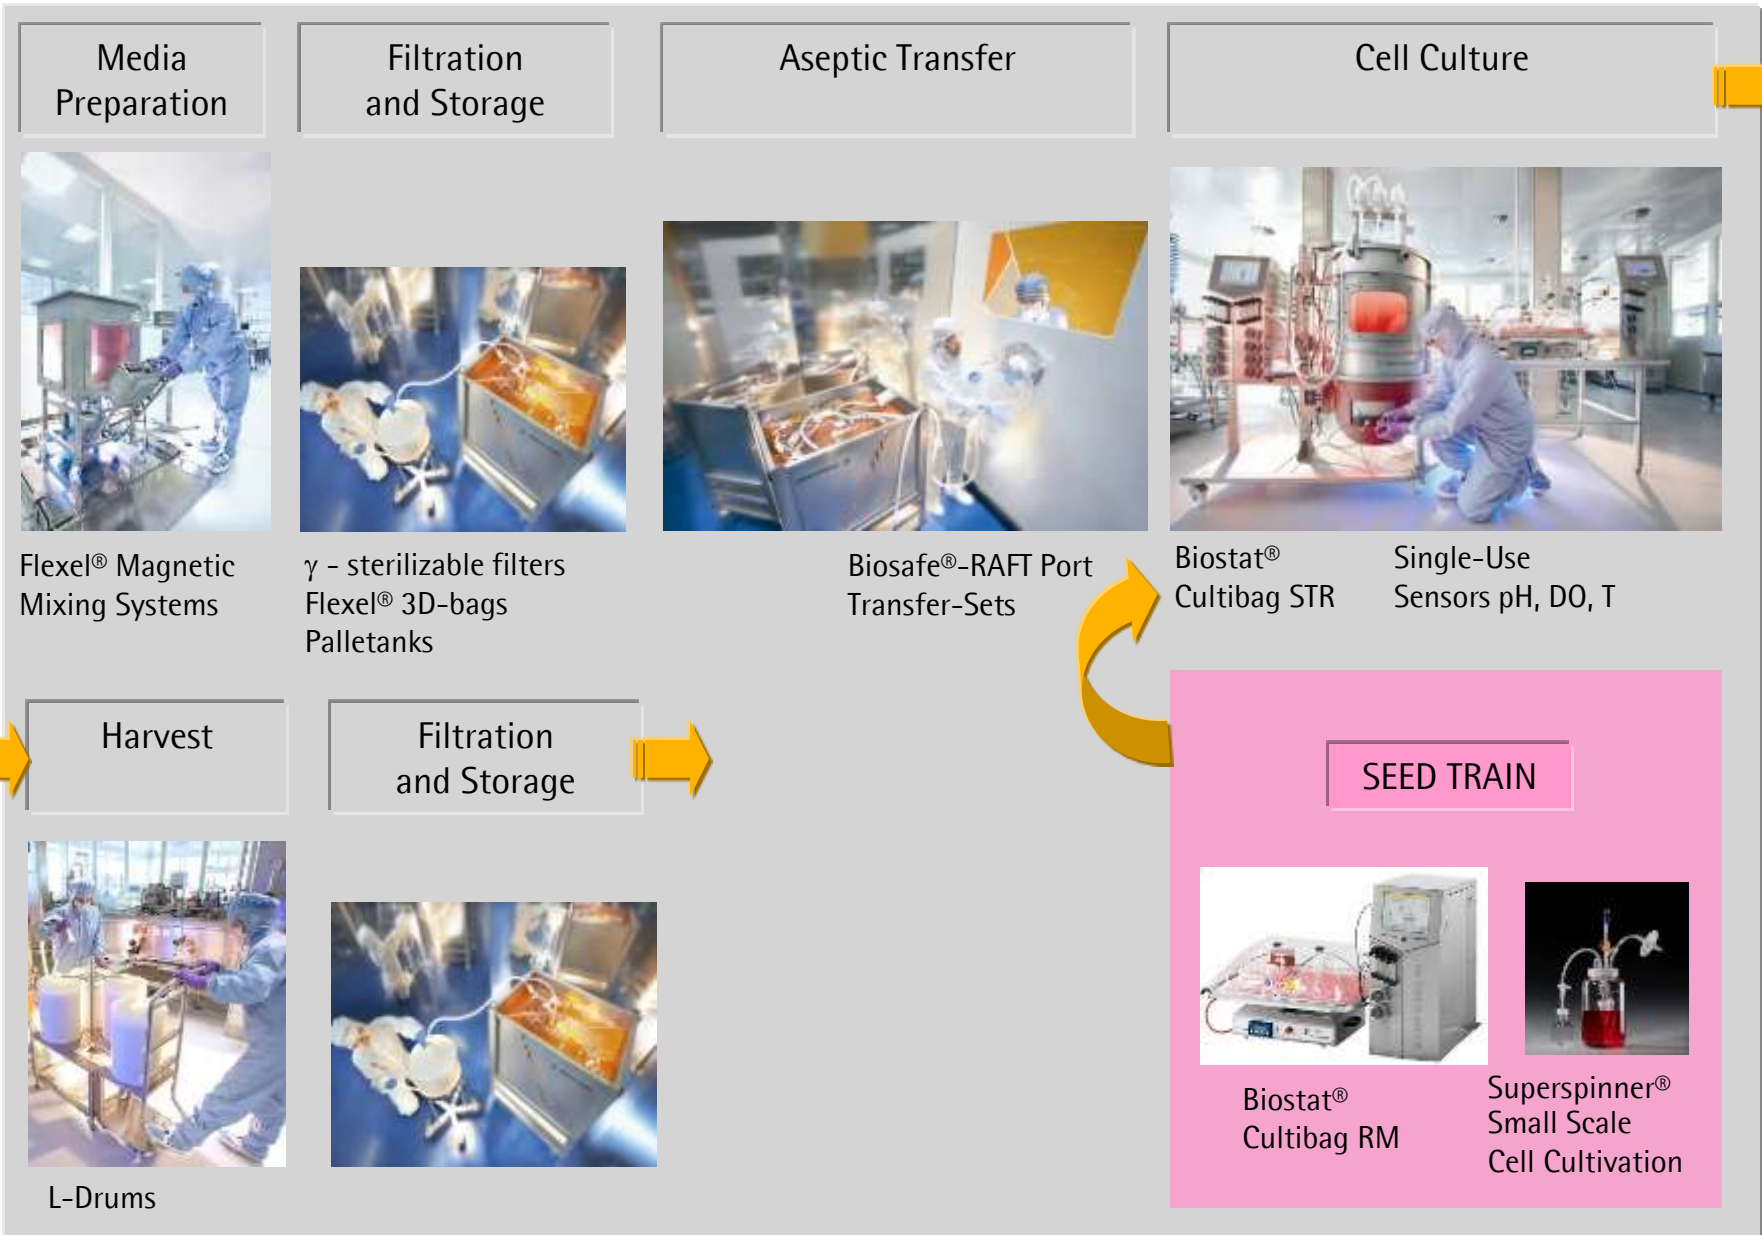 Media
Preparation
Filtration
and Storage
Aseptic Transfer
Cell Culture
Flexel® Magnetic
Mixing Systems
γ - sterilizable filters
Flexel® 3D-bags
Palletanks
Biosafe®-RAFT Port
Transfer-Sets
Biostat®
Cultibag STR
Single-Use
Sensors pH, DO, T
Harvest
Filtration
and Storage
SEED TRAIN
L-Drums
Biostat®
Cultibag RM
Superspinner®
Small Scale
Cell Cultivation